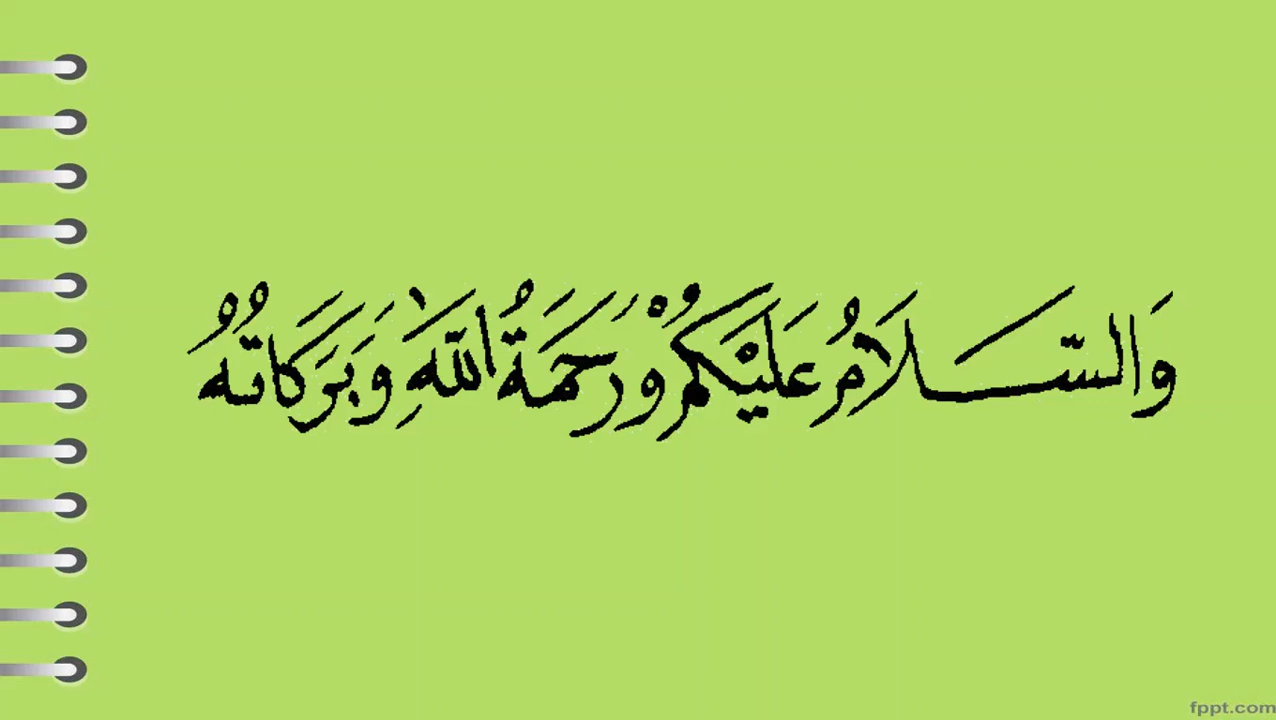 وَالسَّلَامُ عَلَيْكُمْ وَرَحْمَةُ اللّٰهِ وَبَرَكَاتُهُ
fppt.com